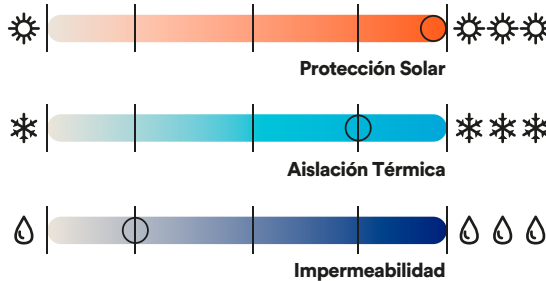 Protección Solar
Aislación Térmica
Impermeabilidad